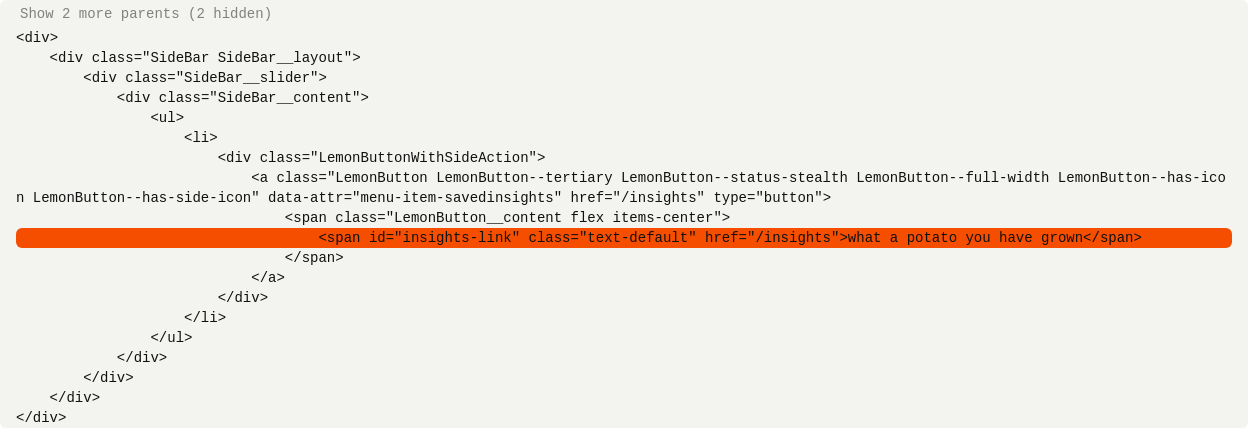 Show 2 more parents (2 hidden)
<div>
    <div class="SideBar SideBar__layout">
        <div class="SideBar__slider">
            <div class="SideBar__content">
                <ul>
                    <li>
                        <div class="LemonButtonWithSideAction">
                            <a class="LemonButton LemonButton--tertiary LemonButton--status-stealth LemonButton--full-width LemonButton--has-ico
n LemonButton--has-side-icon" data-attr="menu-item-savedinsights" href="/insights" type="button">
                                <span class="LemonButton__content flex items-center">
                                    <span id="insights-link" class="text-default" href="/insights">what a potato you have grown</span>
                                </span>
                            </a>
                        </div>
                    </li>
                </ul>
            </div>
        </div>
    </div>
</div>